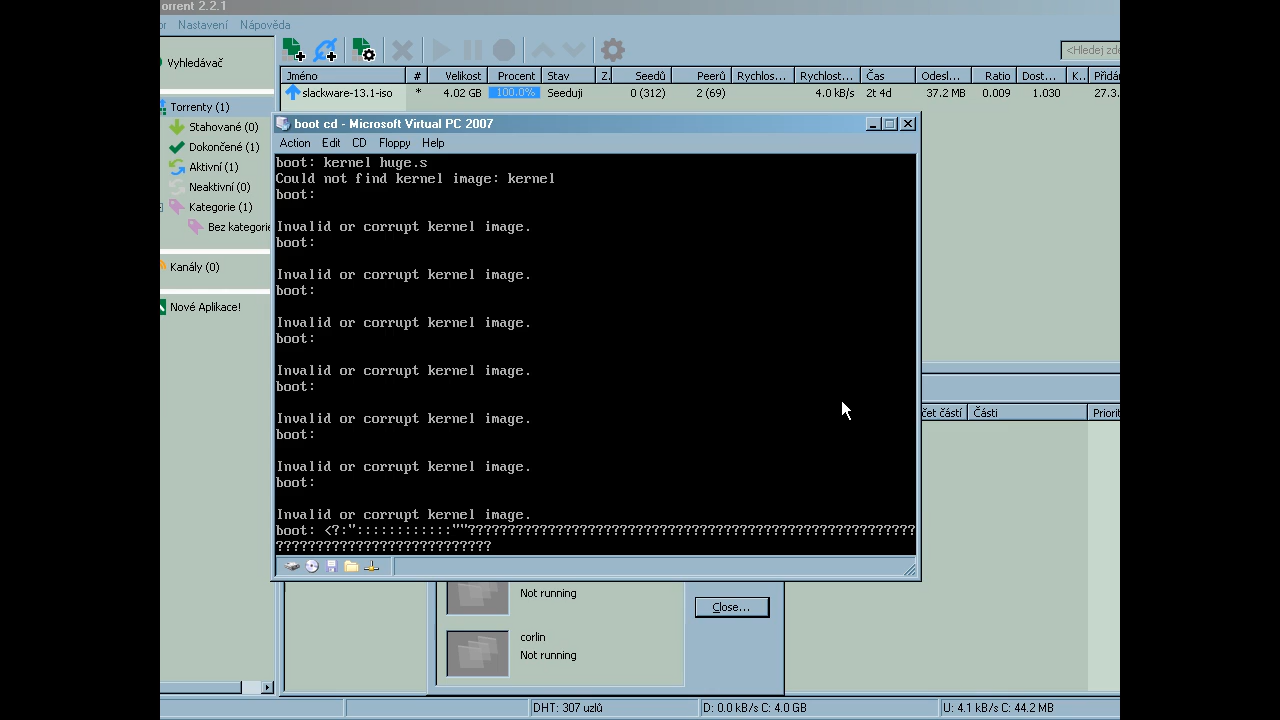 orrent 2.2.1
or Nastavení Nápověda
Vyhledávač
<Hledej zde
Jméno # Velikost Procent Stav Z. Seedů Peerů Rychlos... Rychlost... Čas Odesl... Ratio Dost... K.. Přidá
slackware-13.1-iso * 4.02 GB 100.0% Seeduji 0 (312) 2 (69) 4.0 kB/s 2t 4d 37.2 MB 0.009 1.030 27.3.
Torrenty (1)
Stahované (0)
Dokončené (1)
Aktivní (1)
Neaktivní (0)
Kategorie (1)
Bez kategorie
Kanály (0)
Nové Aplikace!
boot cd - Microsoft Virtual PC 2007
Action Edit CD Floppy Help
boot: kernel huge.s
Could not find kernel image: kernel
boot:
Invalid or corrupt kernel image.
boot:
Invalid or corrupt kernel image.
boot:
Invalid or corrupt kernel image.
boot:
Invalid or corrupt kernel image.
boot:
Invalid or corrupt kernel image.
boot:
Invalid or corrupt kernel image.
boot:
Invalid or corrupt kernel image.
boot: <?:"::::::::::::""????????????????????????????????????????????????????????
???????????????????????????
čet částí Části Priorit
Not running
corlin
Not running
Close...
DHT: 307 uzlů D: 0.0 kB/s C: 4.0 GB U: 4.1 kB/s C: 44.2 MB